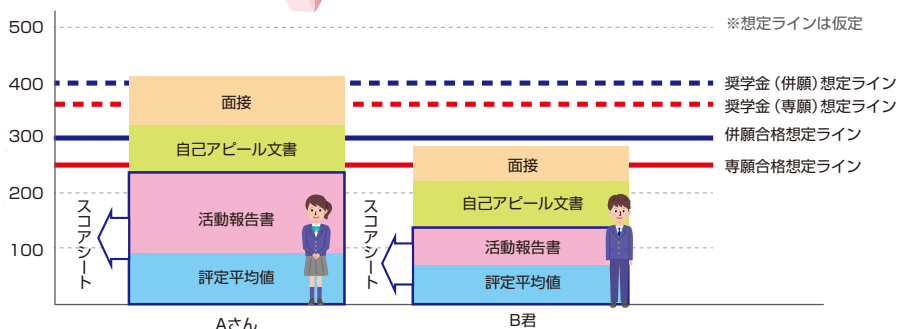 500
※想定ラインは仮定
400
奨学金(併願)想定ライン
奨学金(専願)想定ライン
面接
300
併願合格想定ライン
自己アピール文書
専願合格想定ライン
面接
200
スコアシート
活動報告書
スコアシート
自己アピール文書
100
活動報告書
評定平均値
評定平均値
Aさん
B君